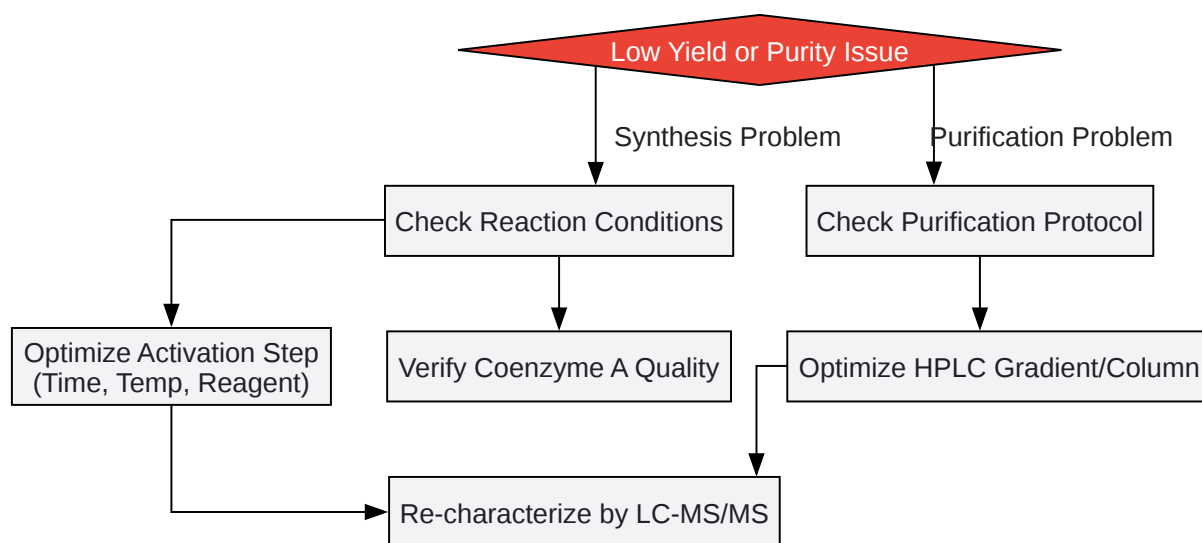 Low Yield or Purity Issue
Synthesis Problem
Purification Problem
Check Reaction Conditions
Check Purification Protocol
Optimize Activation Step
(Time, Temp, Reagent)
Verify Coenzyme A Quality
Optimize HPLC Gradient/Column
Re-characterize by LC-MS/MS